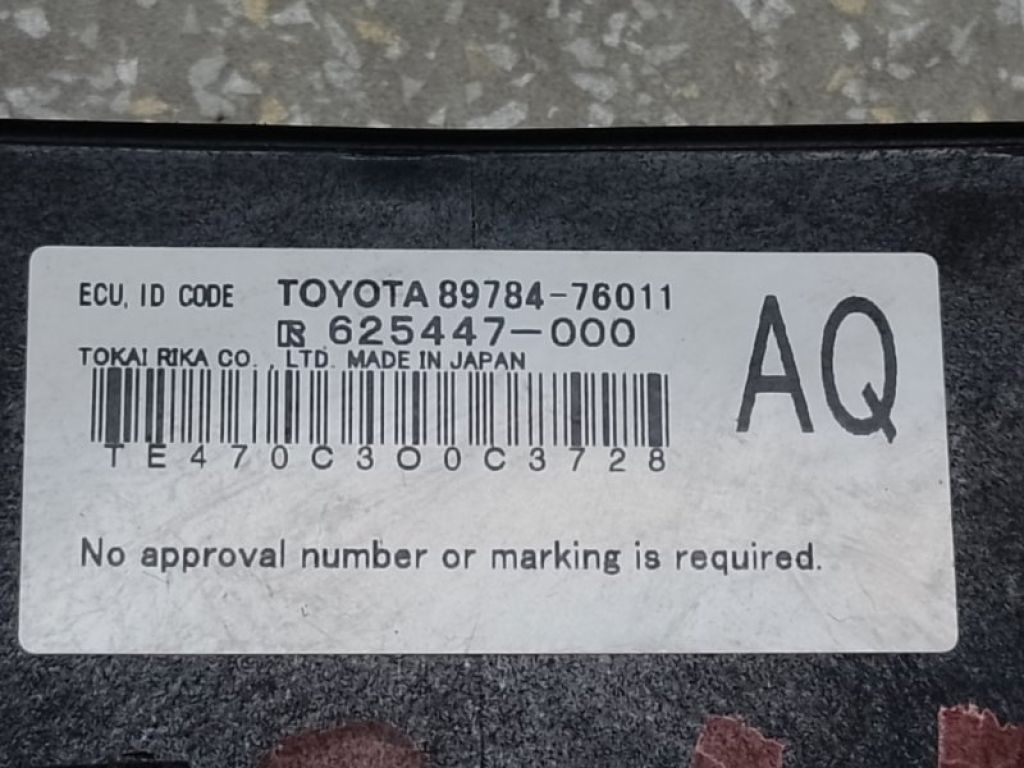 ECU, ID CODE TOYOTA 89784-76011
625447-000
TOKAI RIKA CO., LTD. MADE IN JAPAN
AQ
TE470C300C3728
No approval number or marking is required.